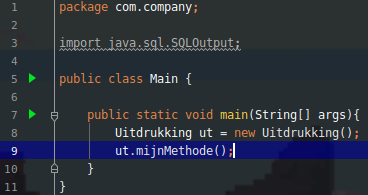 1 package com.company;
2
3 import java.sql.SQLOutput;
4
5 public class Main {
6
7 public static void main(String[] args){
8 Uitdrukking ut = new Uitdrukking();
9 ut.mijnMethode();
10 }
11 }